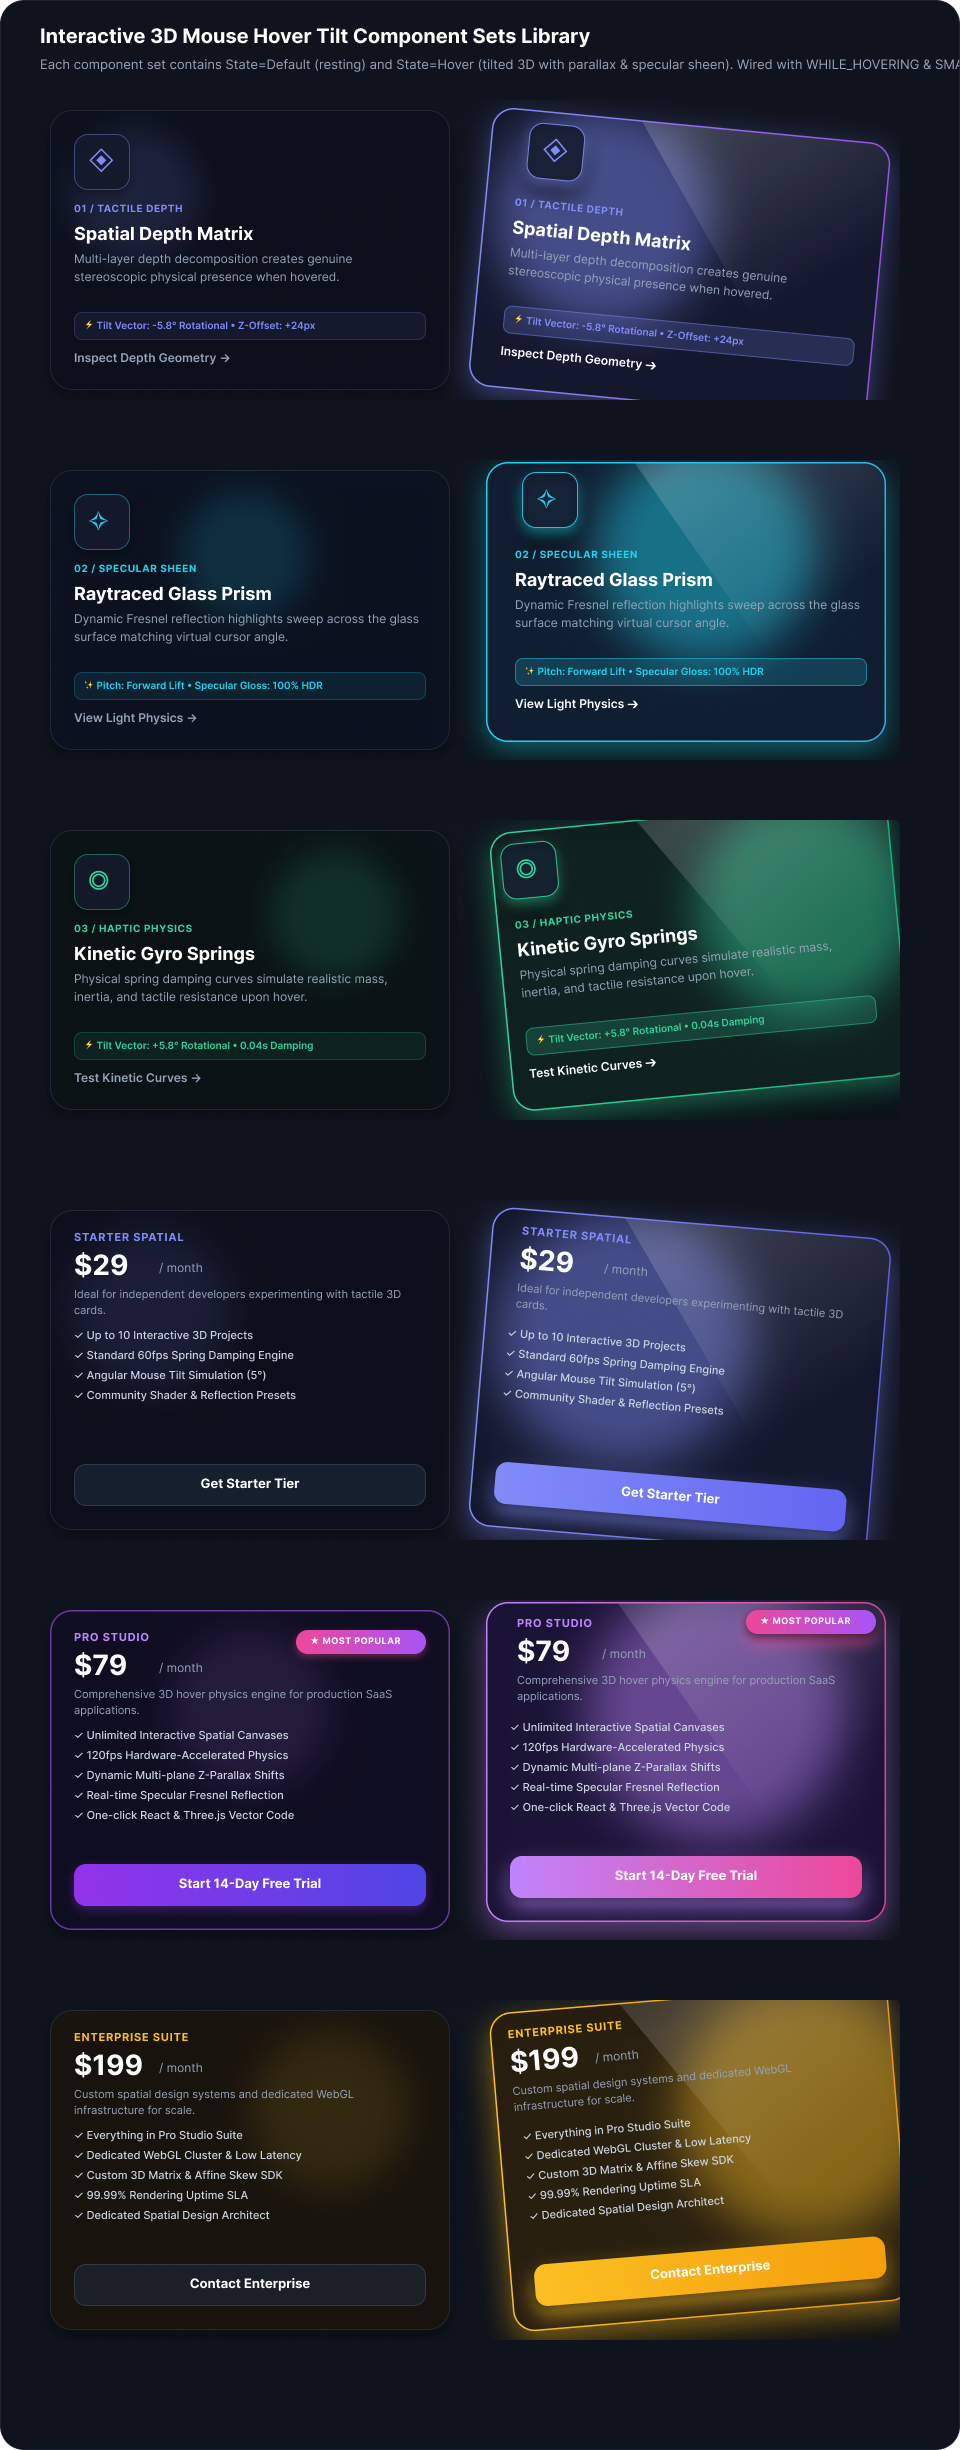 Interactive 3D Mouse Hover Tilt Component Sets Library
Each component set contains State=Default (resting) and State=Hover (tilted 3D with parallax & specular sheen). Wired with WHILE_HOVERING &
01 / TACTILE DEPTH
Spatial Depth Matrix
Multi-layer depth decomposition creates genuine
stereoscopic physical presence when hovered.
⚡ Tilt Vector: -5.8° Rotational • Z-Offset: +24px
Inspect Depth Geometry →
01 / TACTILE DEPTH
Spatial Depth Matrix
Multi-layer depth decomposition creates genuine
stereoscopic physical presence when hovered.
⚡ Tilt Vector: -5.8° Rotational • Z-Offset: +24px
Inspect Depth Geometry →
02 / SPECULAR SHEEN
Raytraced Glass Prism
Dynamic Fresnel reflection highlights sweep across the glass
surface matching virtual cursor angle.
✨ Pitch: Forward Lift • Specular Gloss: 100% HDR
View Light Physics →
02 / SPECULAR SHEEN
Raytraced Glass Prism
Dynamic Fresnel reflection highlights sweep across the glass
surface matching virtual cursor angle.
✨ Pitch: Forward Lift • Specular Gloss: 100% HDR
View Light Physics →
03 / HAPTIC PHYSICS
Kinetic Gyro Springs
Physical spring damping curves simulate realistic mass,
inertia, and tactile resistance upon hover.
⚡ Tilt Vector: +5.8° Rotational • 0.04s Damping
Test Kinetic Curves →
03 / HAPTIC PHYSICS
Kinetic Gyro Springs
Physical spring damping curves simulate realistic mass,
inertia, and tactile resistance upon hover.
⚡ Tilt Vector: +5.8° Rotational • 0.04s Damping
Test Kinetic Curves →
STARTER SPATIAL
$29 / month
Ideal for independent developers experimenting with tactile 3D
cards.
✓ Up to 10 Interactive 3D Projects
✓ Standard 60fps Spring Damping Engine
✓ Angular Mouse Tilt Simulation (5°)
✓ Community Shader & Reflection Presets
Get Starter Tier
STARTER SPATIAL
$29 / month
Ideal for independent developers experimenting with tactile 3D
cards.
✓ Up to 10 Interactive 3D Projects
✓ Standard 60fps Spring Damping Engine
✓ Angular Mouse Tilt Simulation (5°)
✓ Community Shader & Reflection Presets
Get Starter Tier
PRO STUDIO
★ MOST POPULAR
$79 / month
Comprehensive 3D hover physics engine for production SaaS
applications.
✓ Unlimited Interactive Spatial Canvases
✓ 120fps Hardware-Accelerated Physics
✓ Dynamic Multi-plane Z-Parallax Shifts
✓ Real-time Specular Fresnel Reflection
✓ One-click React & Three.js Vector Code
Start 14-Day Free Trial
PRO STUDIO
★ MOST POPULAR
$79 / month
Comprehensive 3D hover physics engine for production SaaS
applications.
✓ Unlimited Interactive Spatial Canvases
✓ 120fps Hardware-Accelerated Physics
✓ Dynamic Multi-plane Z-Parallax Shifts
✓ Real-time Specular Fresnel Reflection
✓ One-click React & Three.js Vector Code
Start 14-Day Free Trial
ENTERPRISE SUITE
$199 / month
Custom spatial design systems and dedicated WebGL
infrastructure for scale.
✓ Everything in Pro Studio Suite
✓ Dedicated WebGL Cluster & Low Latency
✓ Custom 3D Matrix & Affine Skew SDK
✓ 99.99% Rendering Uptime SLA
✓ Dedicated Spatial Design Architect
Contact Enterprise
ENTERPRISE SUITE
$199 / month
Custom spatial design systems and dedicated WebGL
infrastructure for scale.
✓ Everything in Pro Studio Suite
✓ Dedicated WebGL Cluster & Low Latency
✓ Custom 3D Matrix & Affine Skew SDK
✓ 99.99% Rendering Uptime SLA
✓ Dedicated Spatial Design Architect
Contact Enterprise